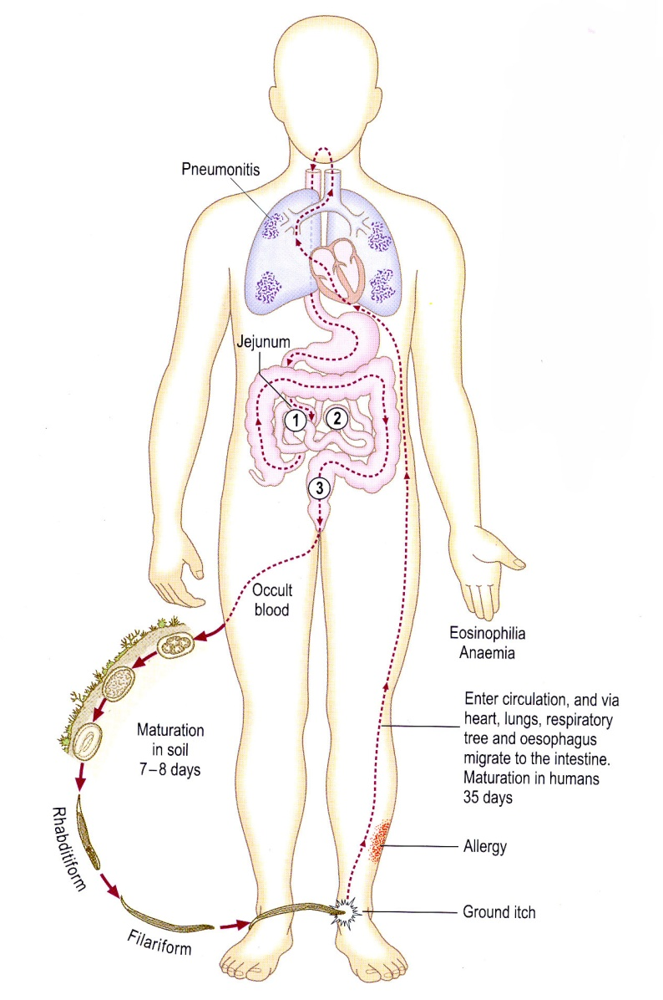 Pneumonitis
Jejunum
1
2
3
Occult
blood
Eosinophilia
Anaemia
Enter circulation, and via
heart, lungs, respiratory
tree and oesophagus
migrate to the intestine.
Maturation in humans
35 days
Maturation
in soil
7–8 days
Allergy
Rhabditiform
Ground itch
Filariform